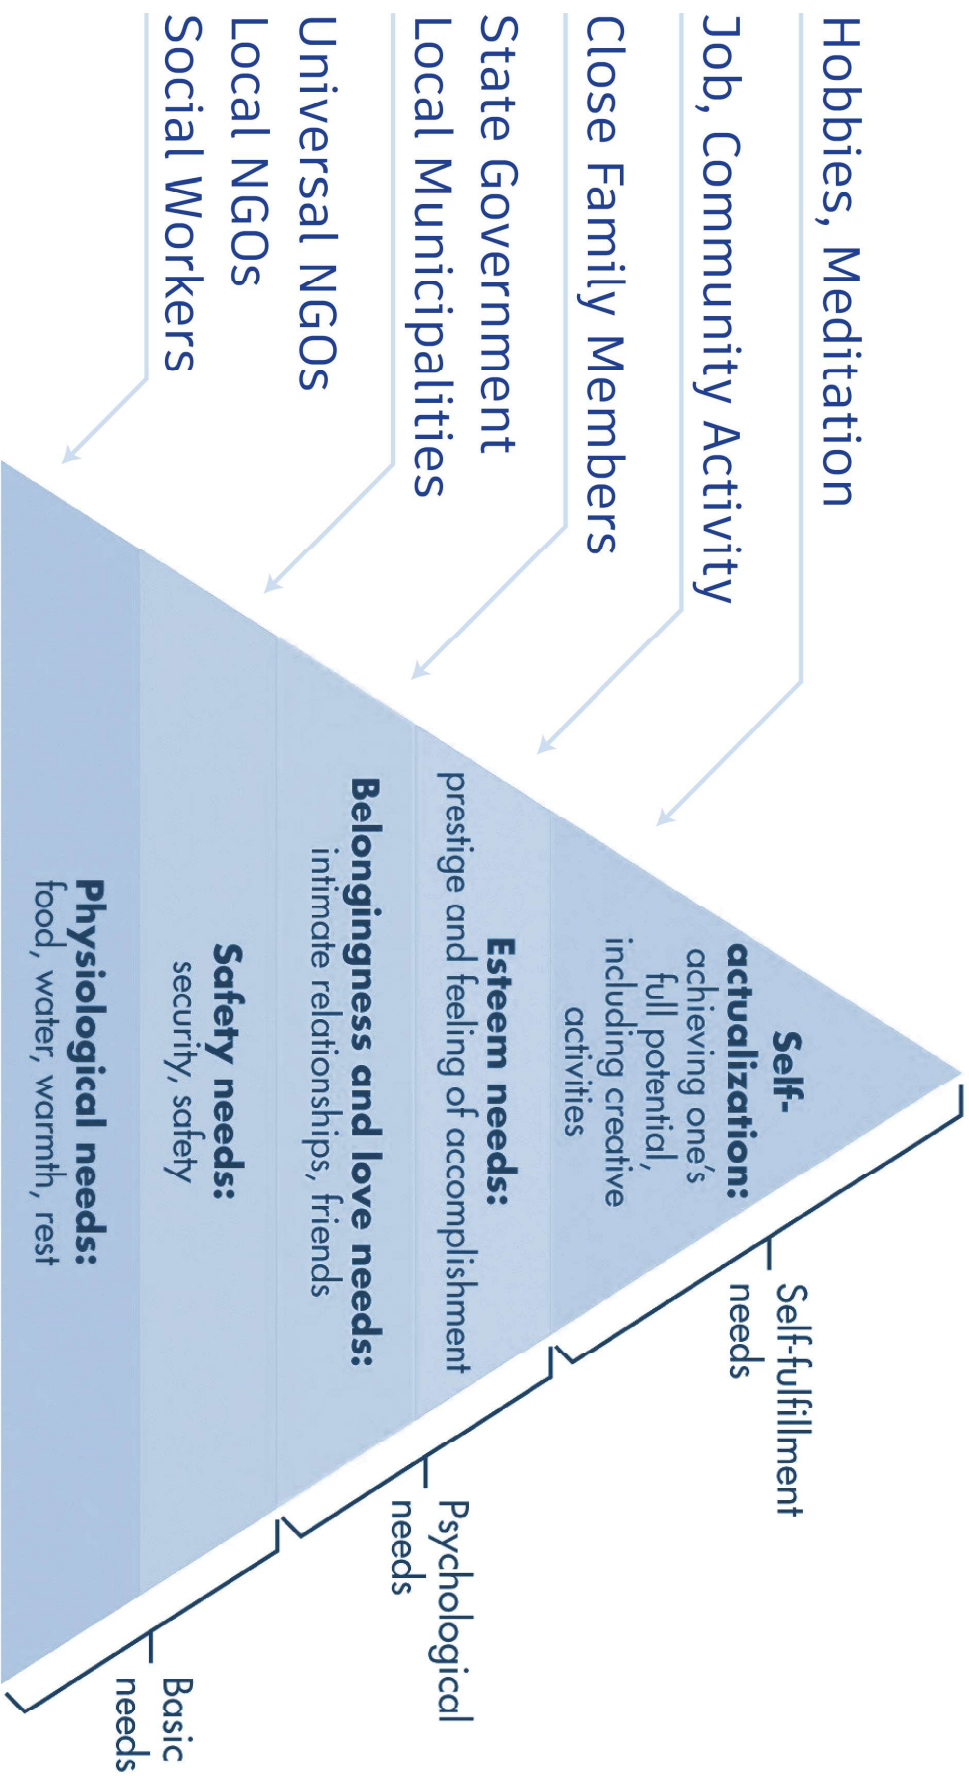 Hobbies, Meditation
Job, Community Activity
Close Family Members
State Government
Local Municipalities
Universal NGOs
Local NGOs
Social Workers
Self-
actualization:
achieving one's
full potential,
including creative
activities
Esteem needs:
prestige and feeling of accomplishment
Belongingness and love needs:
intimate relationships, friends
Safety needs:
security, safety
Physiological needs:
food, water, warmth, rest
Self-fulfillment
needs
Psychological
needs
Basic
needs